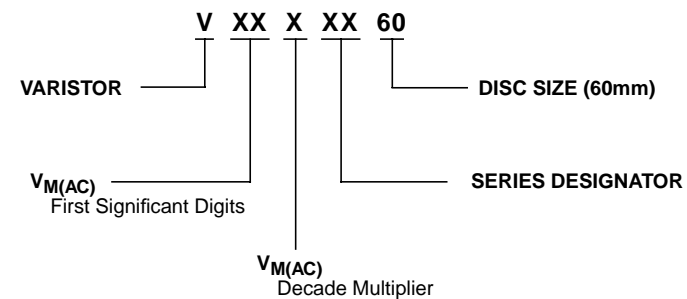 V XX X XX 60
VARISTOR
DISC SIZE (60mm)
VM(AC)
First Significant Digits
SERIES DESIGNATOR
VM(AC)
Decade Multiplier